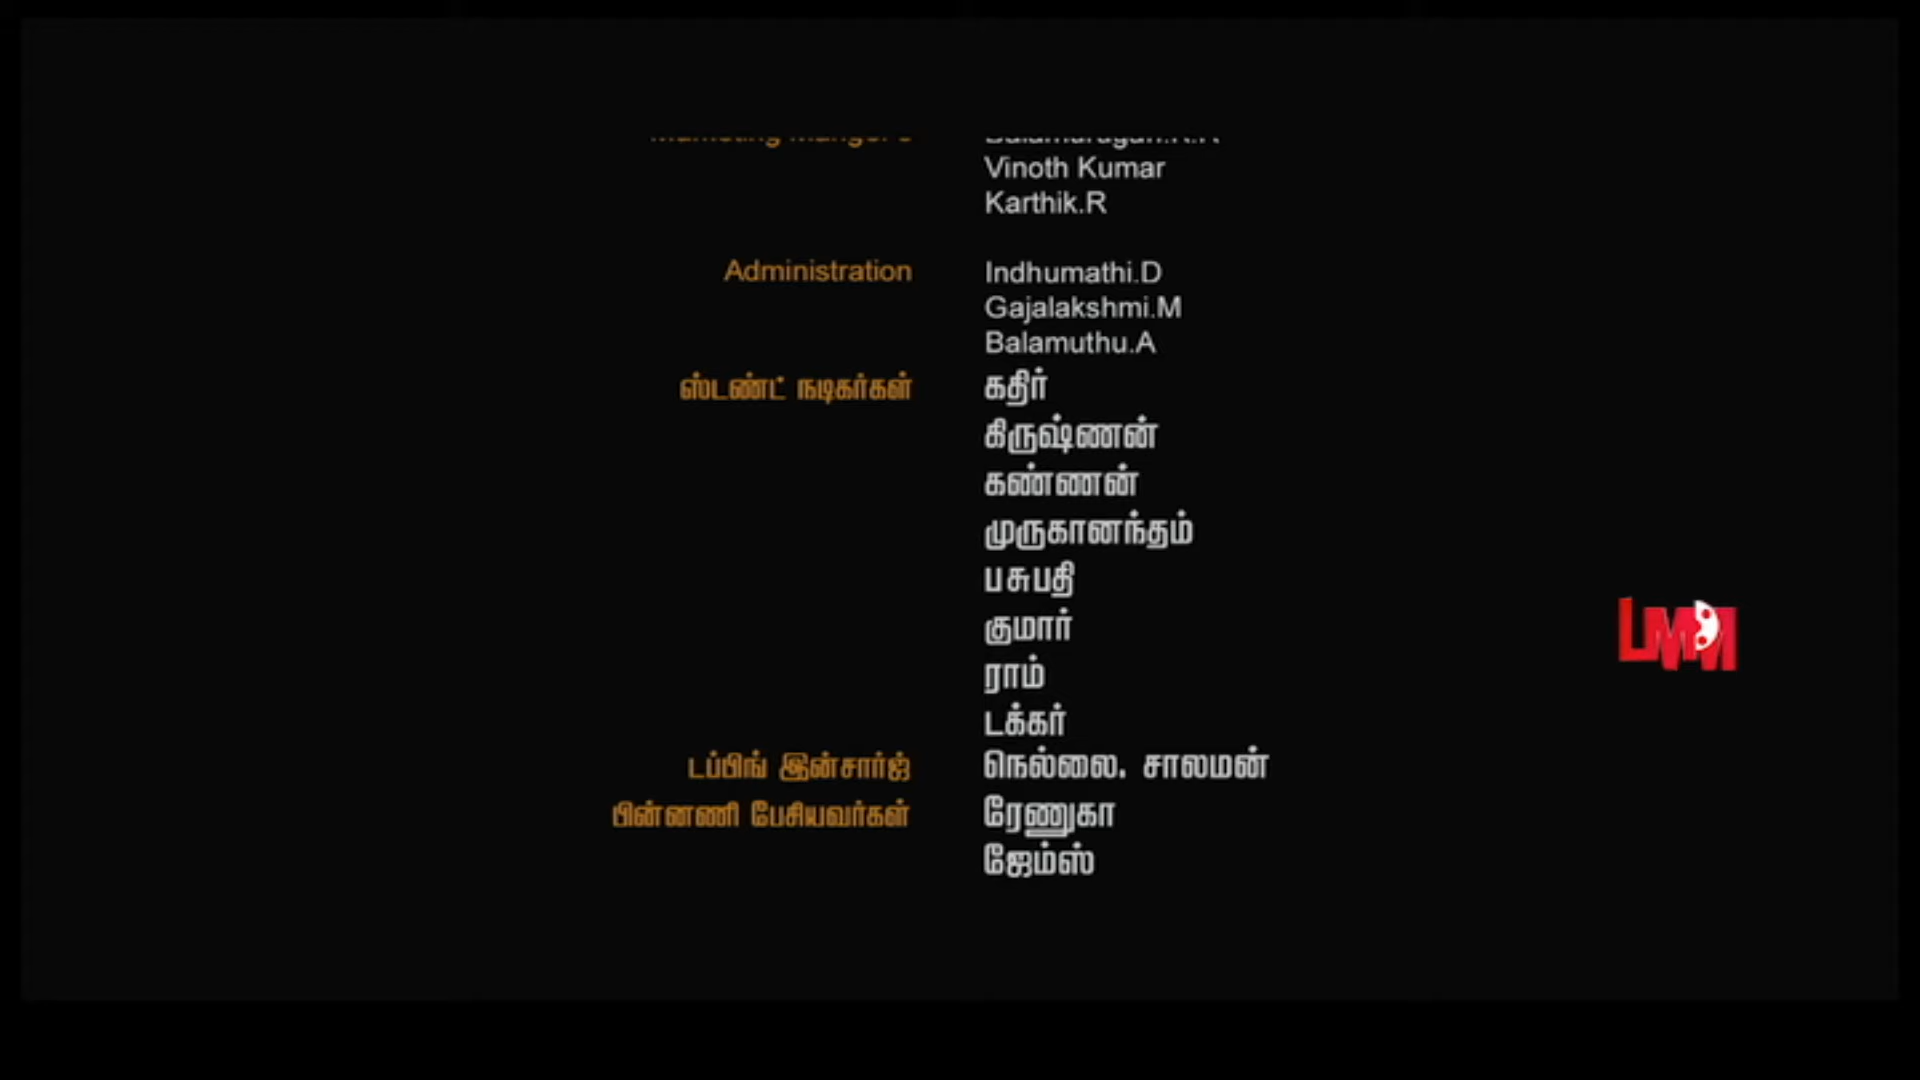 Vinoth Kumar
Karthik.R
Administration Indhumathi.D
Gajalakshmi.M
Balamuthu.A
ஸ்டண்ட் நடிகர்கள் கதிர்
கிருஷ்ணன்
கண்ணன்
முருகானந்தம்
பசுபதி
குமார்
ராம்
டக்கர்
டப்பிங் இன்சார்ஜ் நெல்லை. சாலமன்
பின்னணி பேசியவர்கள் ரேணுகா
ஜேம்ஸ்